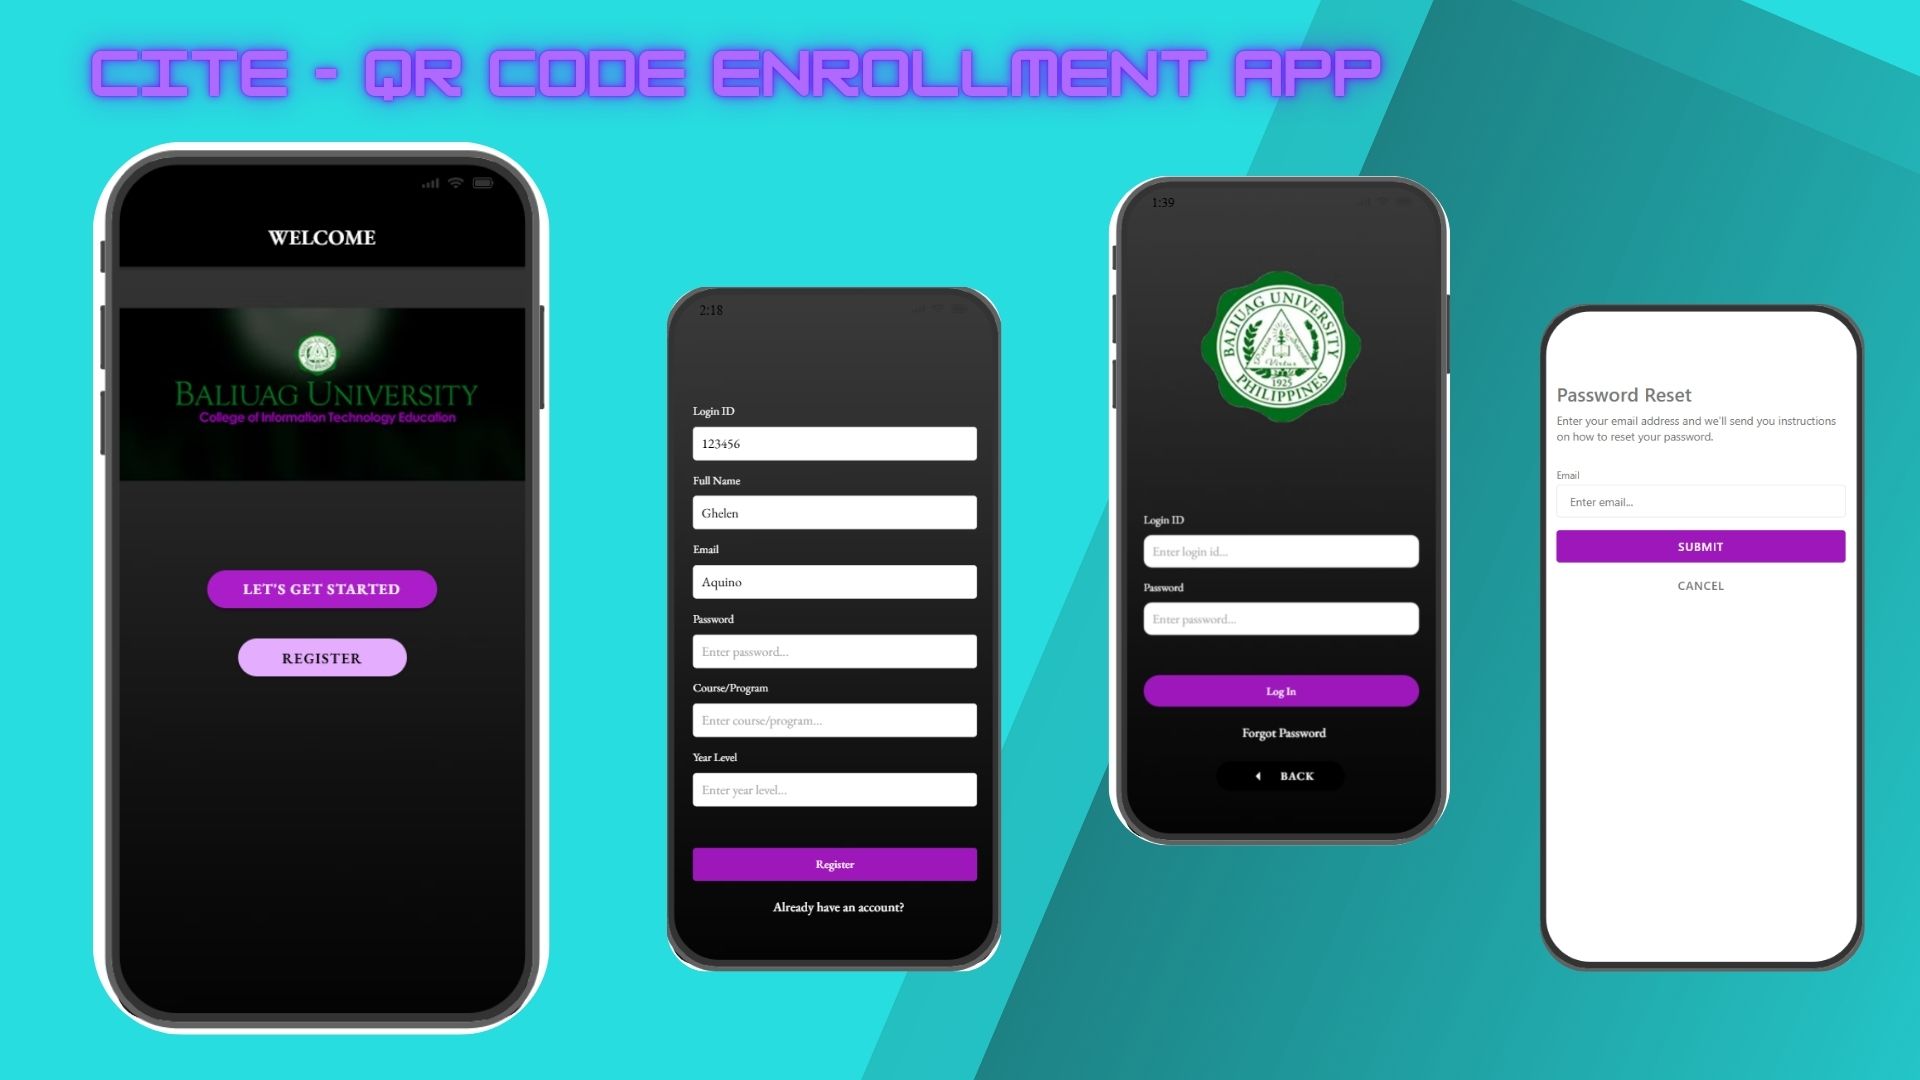 CITE - QR CODE ENROLLMENT APP
WELCOME
BALIUAG UNIVERSITY
College of Information Technology Education
LET'S GET STARTED
REGISTER
2:18
Login ID
123456
Full Name
Ghelen
Email
Aquino
Password
Enter password...
Course/Program
Enter course/program...
Year Level
Enter year level...
Register
Already have an account?
1:39
BALIUAG UNIVERSITY
Virtus
1925
PHILIPPINES
Login ID
Enter login id...
Password
Enter password...
Log In
Forgot Password
BACK
Password Reset
Enter your email address and we'll send you instructions
on how to reset your password.
Email
Enter email...
SUBMIT
CANCEL